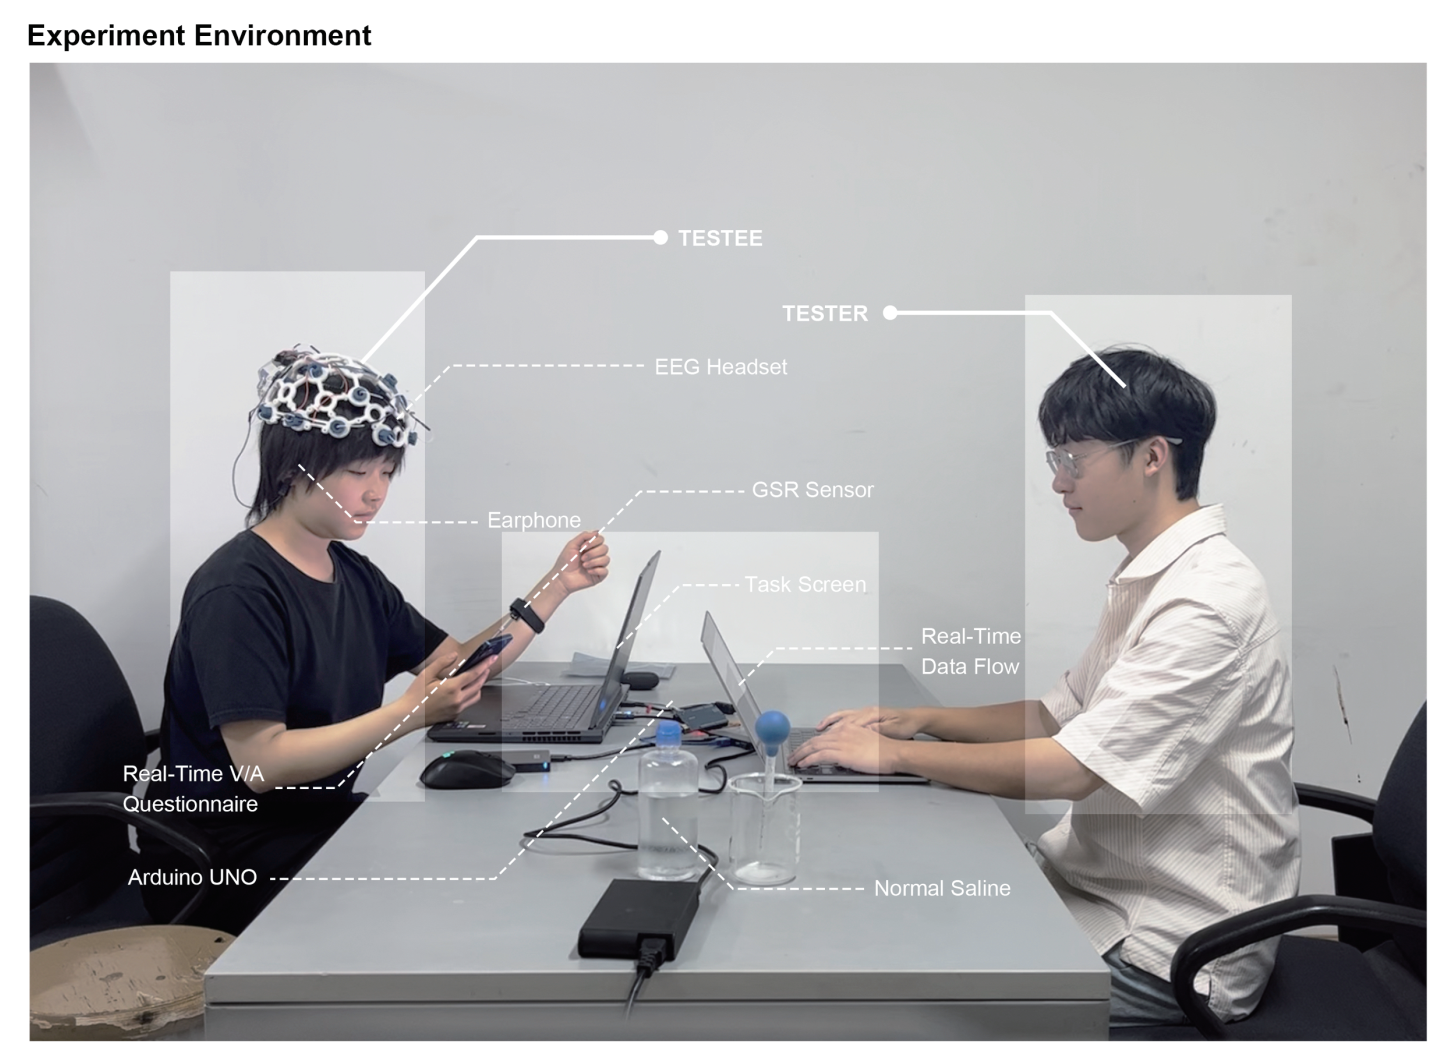 Experiment Environment
TESTEE
TESTER
EEG Headset
GSR Sensor
Earphone
Task Screen
Real-Time
Data Flow
Real-Time V/A
Questionnaire
Arduino UNO
Normal Saline